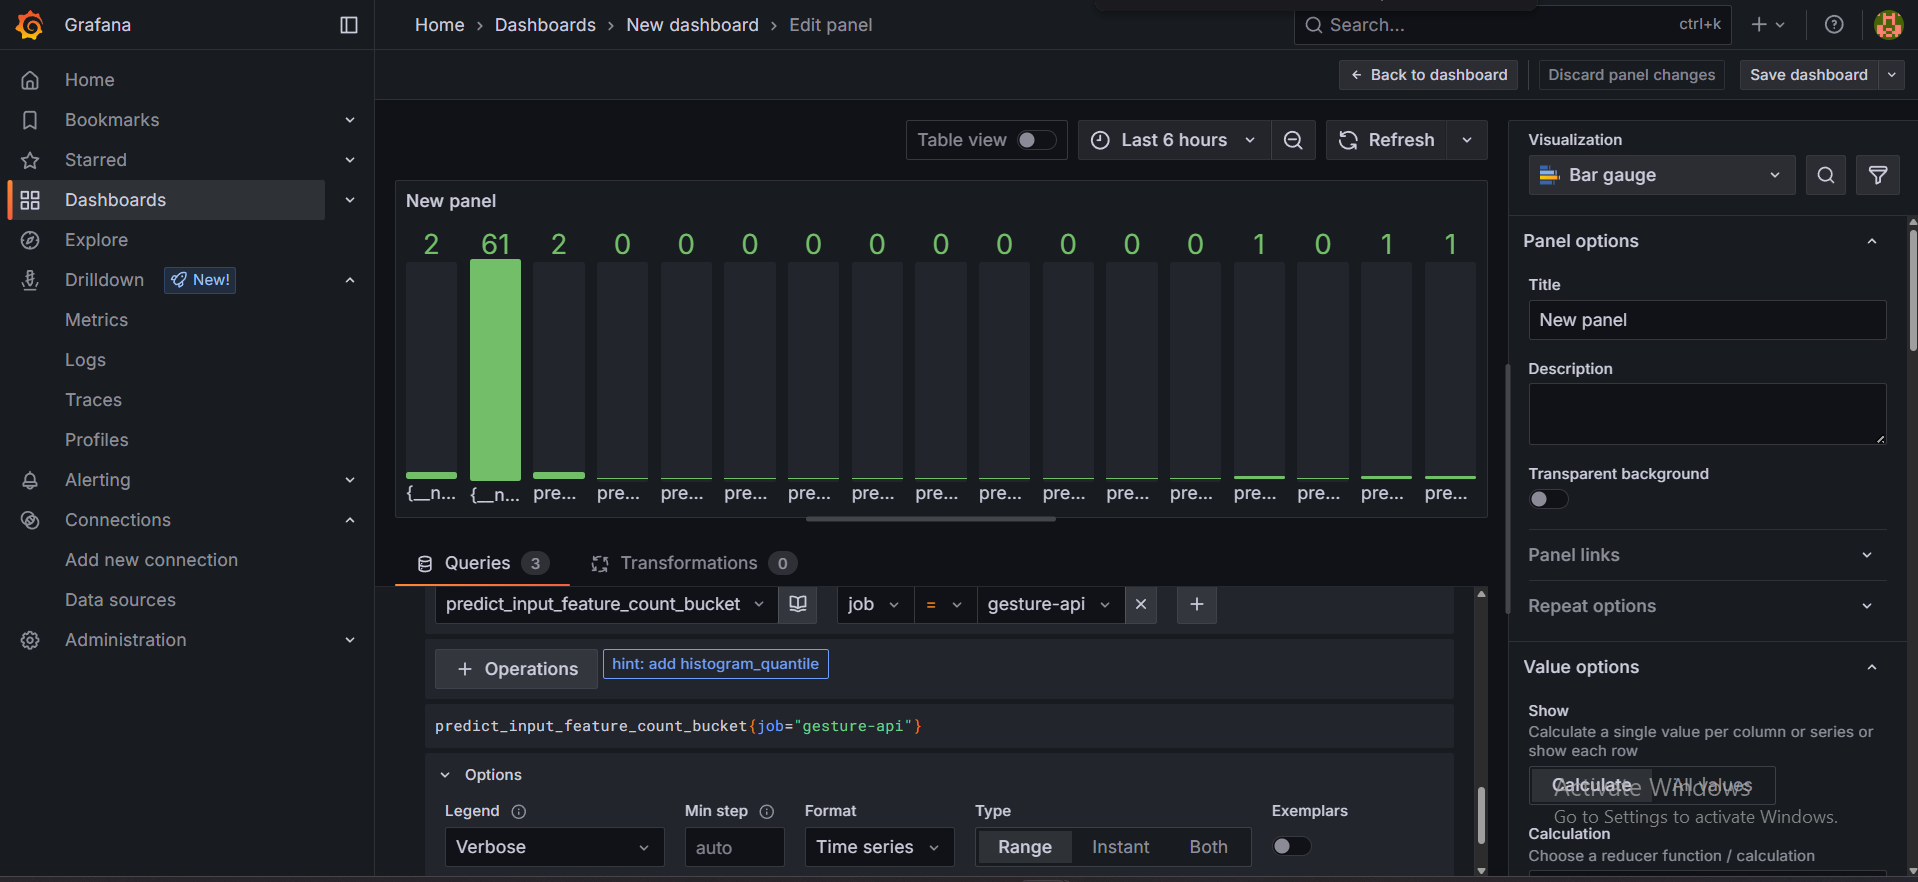 Grafana
Home › Dashboards › New dashboard › Edit panel
Search... ctrl+k
Back to dashboard
Discard panel changes
Save dashboard
Home
Bookmarks
Starred
Dashboards
Explore
Drilldown New!
Metrics
Logs
Traces
Profiles
Alerting
Connections
Add new connection
Data sources
Administration
Table view
Last 6 hours
Refresh
New panel
2 61 2 0 0 0 0 0 0 0 0 0 0 1 0 1 1
{__n... {__n... pre... pre... pre... pre... pre... pre... pre... pre... pre... pre... pre... pre... pre... pre... pre...
Queries 3
Transformations 0
predict_input_feature_count_bucket
job = gesture-api
Operations
hint: add histogram_quantile
predict_input_feature_count_bucket{job="gesture-api"}
Options
Legend Min step Format Type Exemplars
Verbose auto Time series Range Instant Both
Visualization
Bar gauge
Panel options
Title
New panel
Description
Transparent background
Panel links
Repeat options
Value options
Show
Calculate a single value per column or series or
show each row
Calculate All values
Activate Windows
Go to Settings to activate Windows.
Calculation
Choose a reducer function / calculation